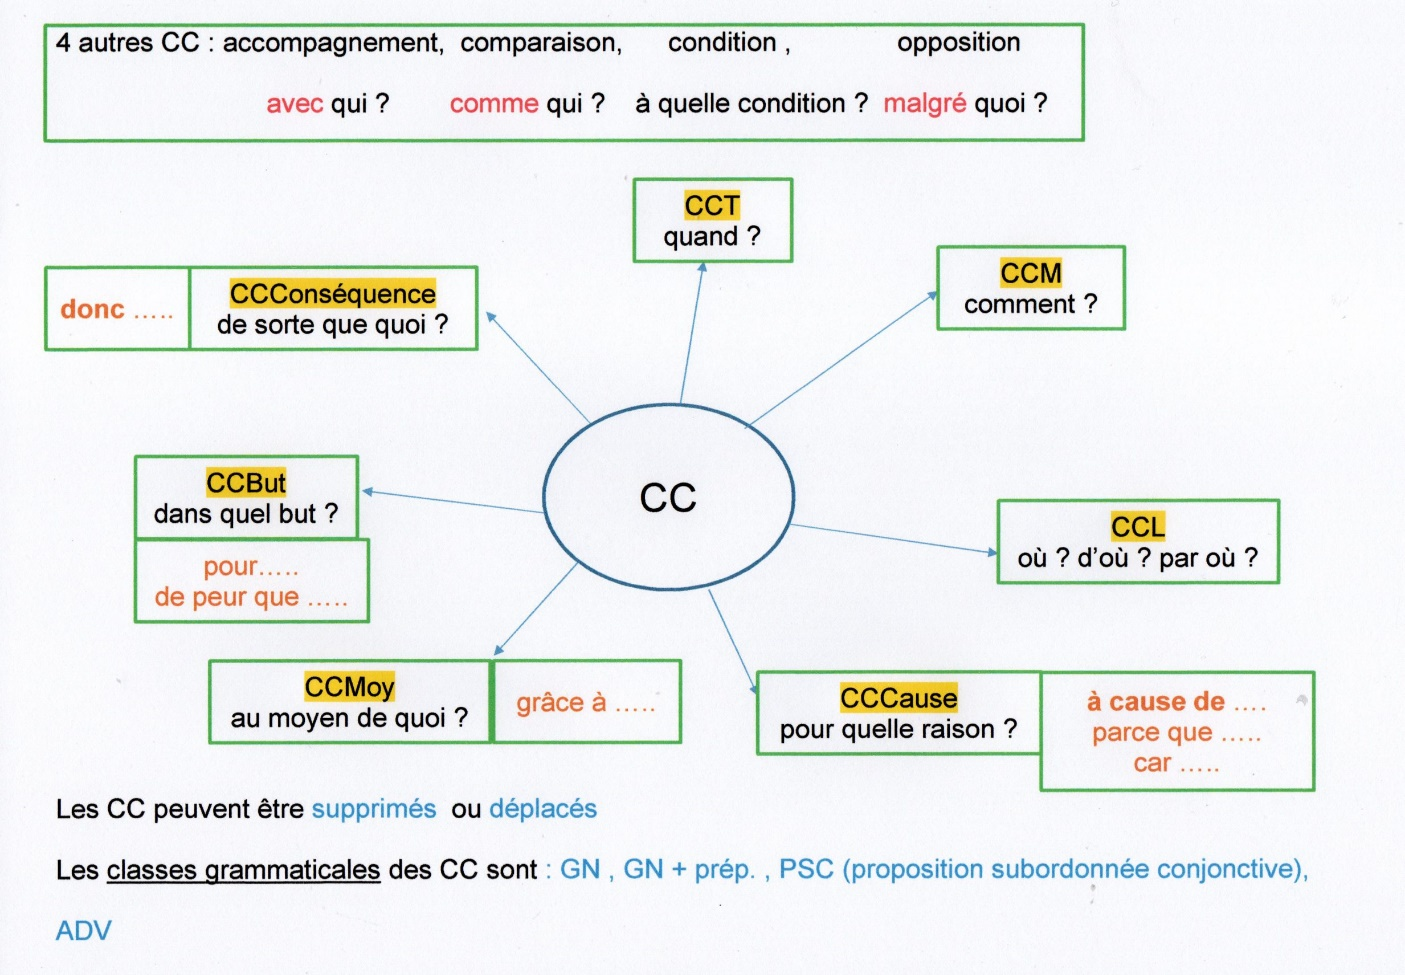 4 autres CC : accompagnement, comparaison, condition , opposition
avec qui ? comme qui ? à quelle condition ? malgré quoi ?
CCT
quand ?
CCM
comment ?
donc .....
CCConséquence
de sorte que quoi ?
CC
CCBut
dans quel but ?
pour.....
de peur que .....
CCL
où ? d'où ? par où ?
CCMoy
au moyen de quoi ?
grâce à .....
CCCause
pour quelle raison ?
à cause de ....
parce que .....
car .....
Les CC peuvent être supprimés ou déplacés
Les classes grammaticales des CC sont : GN , GN + prép. , PSC (proposition subordonnée conjonctive),
ADV